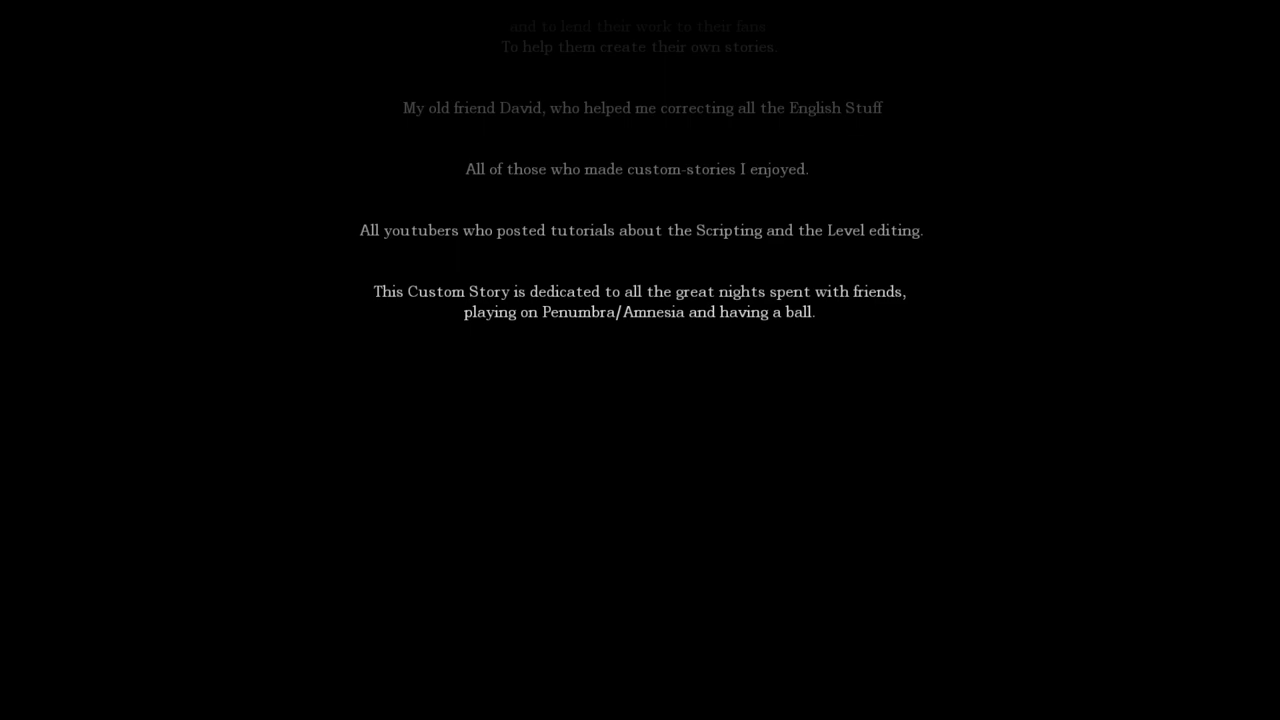 and to lend their work to their fans
To help them create their own stories.
My old friend David, who helped me correcting all the English Stuff
All of those who made custom-stories I enjoyed.
All youtubers who posted tutorials about the Scripting and the Level editing.
This Custom Story is dedicated to all the great nights spent with friends,
playing on Penumbra/Amnesia and having a ball.